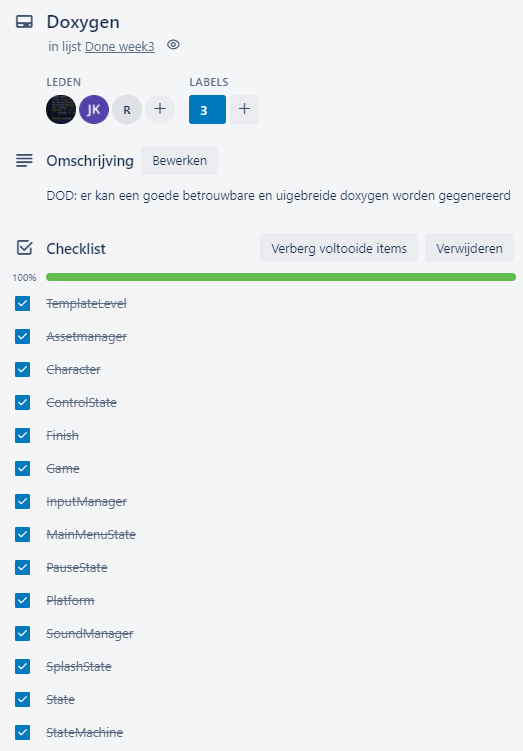 Doxygen
in lijst Done week3
LEDEN
LABELS
JK
R
3
Omschrijving
Bewerken
DOD: er kan een goede betrouwbare en uigebreide doxygen worden gegenereerd
Checklist
Verberg voltooide items
Verwijderen
100%
TemplateLevel
Assetmanager
Character
ControlState
Finish
Game
InputManager
MainMenuState
PauseState
Platform
SoundManager
SplashState
State
StateMachine